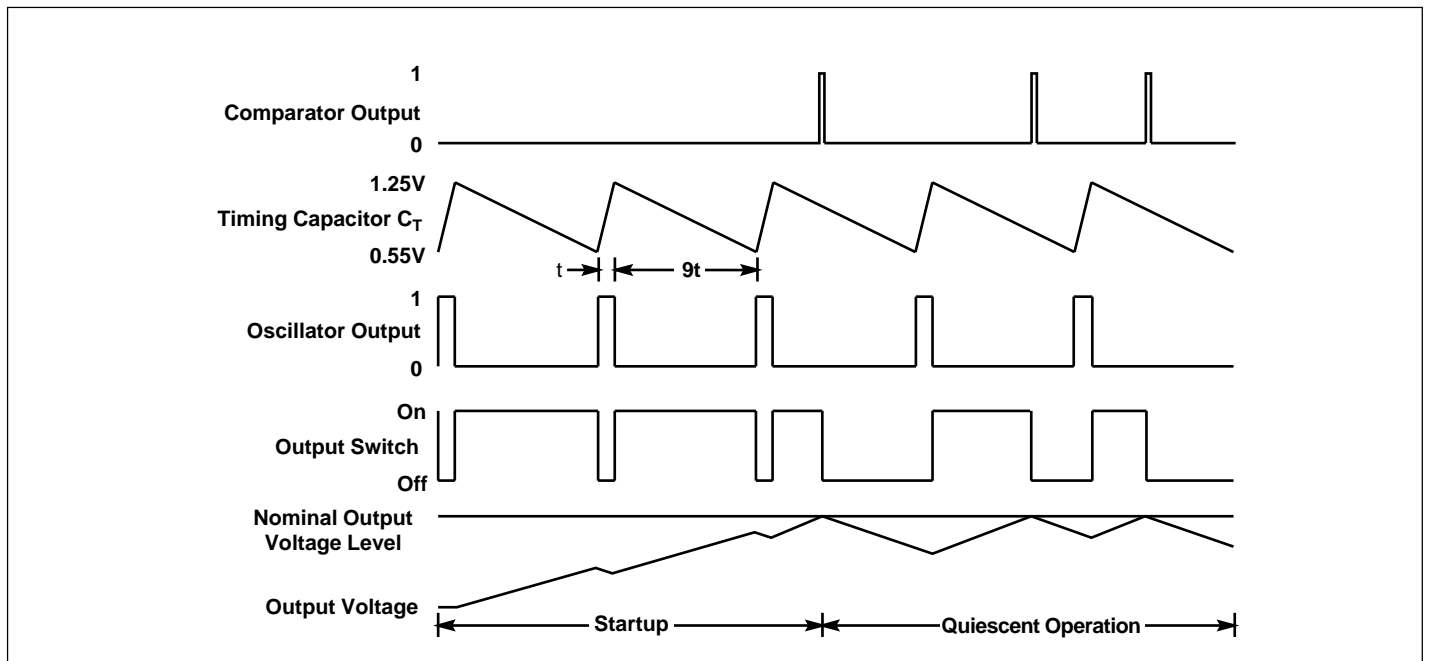 1
Comparator Output
0
1.25V
Timing Capacitor CT
0.55V
t
9t
1
Oscillator Output
0
On
Output Switch
Off
Nominal Output
Voltage Level
Output Voltage
Startup
Quiescent Operation